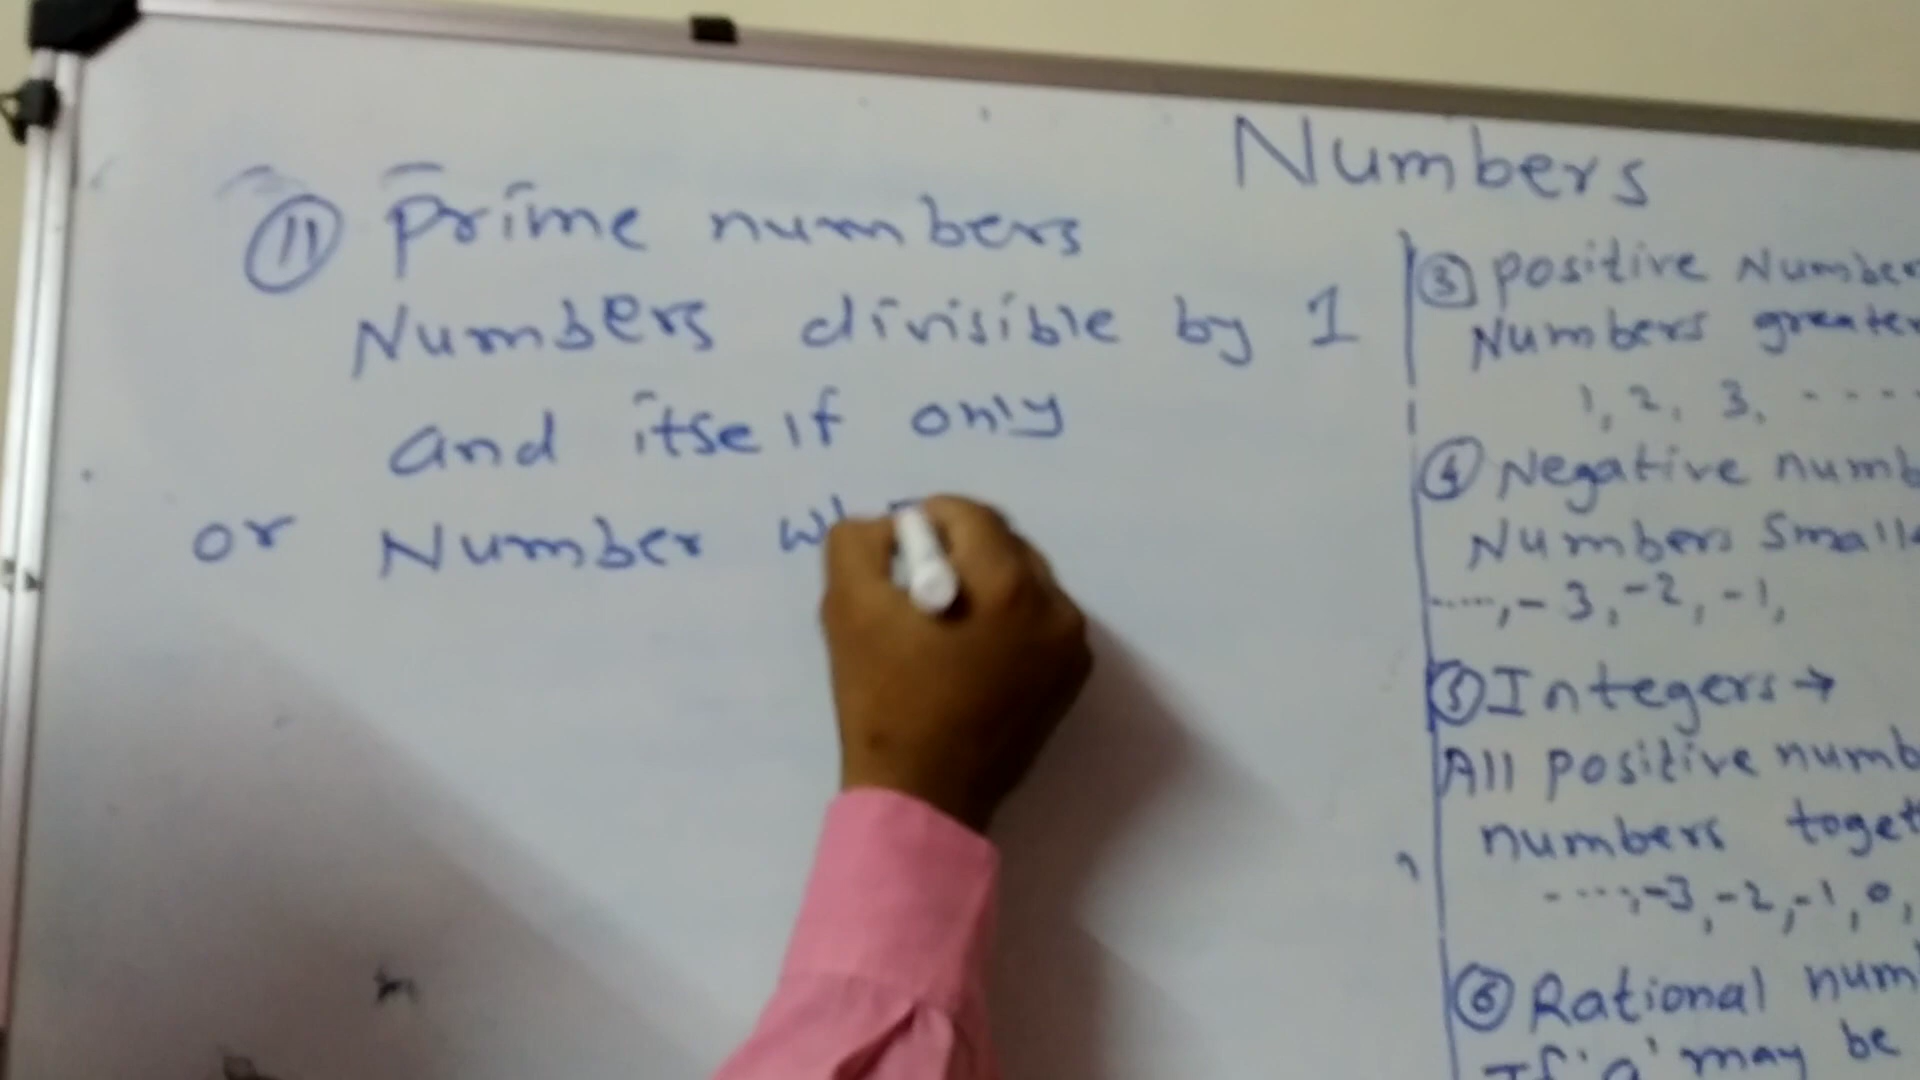 Numbers
11 Prime numbers
Numbers divisible by 1
and itself only
or Number
3 positive Number
Numbers greater
1, 2, 3, - - - -
4 Negative numb
Numbers Small
....., -3, -2, -1,
5 Integers →
All positive numb
numbers toget
- ...., -3, -2, -1, 0,
6 Rational num
If 'a' may be